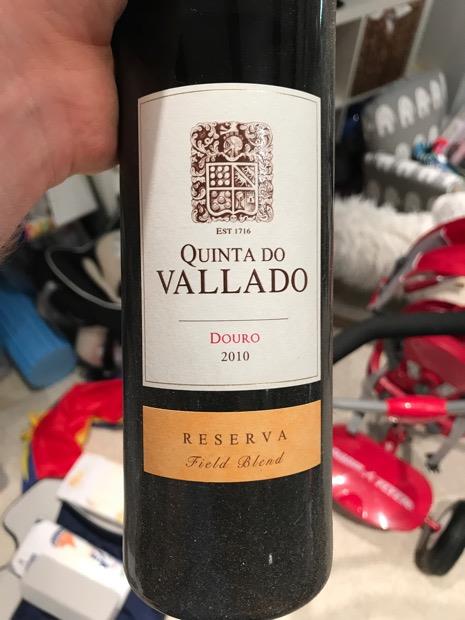 EST 1716
QUINTA DO
VALLADO
DOURO
2010
RESERVA
Field Blend